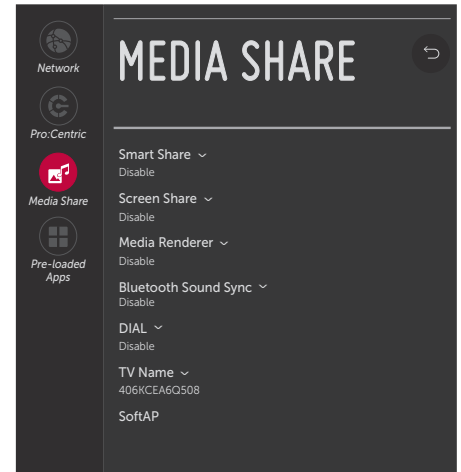 Network
Pro:Centric
Media Share
Pre-loaded
Apps
MEDIA SHARE
Smart Share
Disable
Screen Share
Disable
Media Renderer
Disable
Bluetooth Sound Sync
Disable
DIAL
Disable
TV Name
406KCEA6Q508
SoftAP